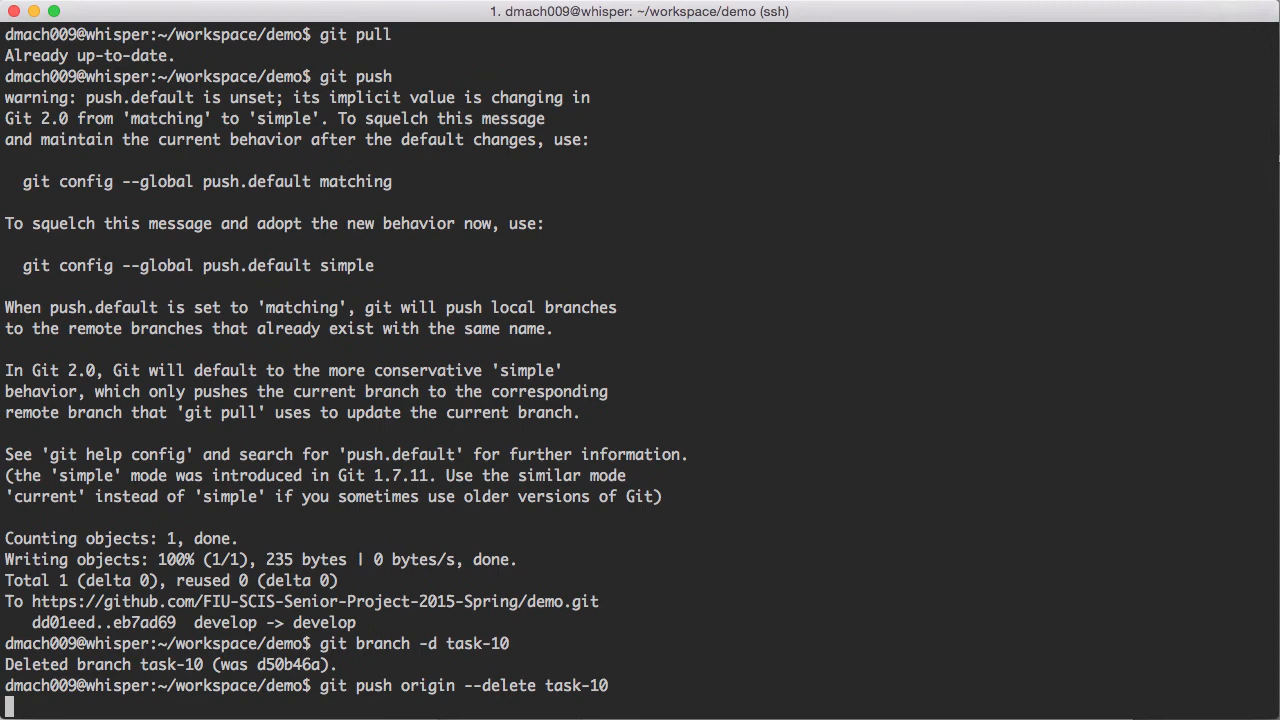 1. dmach009@whisper: ~/workspace/demo (ssh)
dmach009@whisper:~/workspace/demo$ git pull
Already up-to-date.
dmach009@whisper:~/workspace/demo$ git push
warning: push.default is unset; its implicit value is changing in
Git 2.0 from 'matching' to 'simple'. To squelch this message
and maintain the current behavior after the default changes, use:
  git config --global push.default matching
To squelch this message and adopt the new behavior now, use:
  git config --global push.default simple
When push.default is set to 'matching', git will push local branches
to the remote branches that already exist with the same name.
In Git 2.0, Git will default to the more conservative 'simple'
behavior, which only pushes the current branch to the corresponding
remote branch that 'git pull' uses to update the current branch.
See 'git help config' and search for 'push.default' for further information.
(the 'simple' mode was introduced in Git 1.7.11. Use the similar mode
'current' instead of 'simple' if you sometimes use older versions of Git)
Counting objects: 1, done.
Writing objects: 100% (1/1), 235 bytes | 0 bytes/s, done.
Total 1 (delta 0), reused 0 (delta 0)
To https://github.com/FIU-SCIS-Senior-Project-2015-Spring/demo.git
   dd01eed..eb7ad69  develop -> develop
dmach009@whisper:~/workspace/demo$ git branch -d task-10
Deleted branch task-10 (was d50b46a).
dmach009@whisper:~/workspace/demo$ git push origin --delete task-10